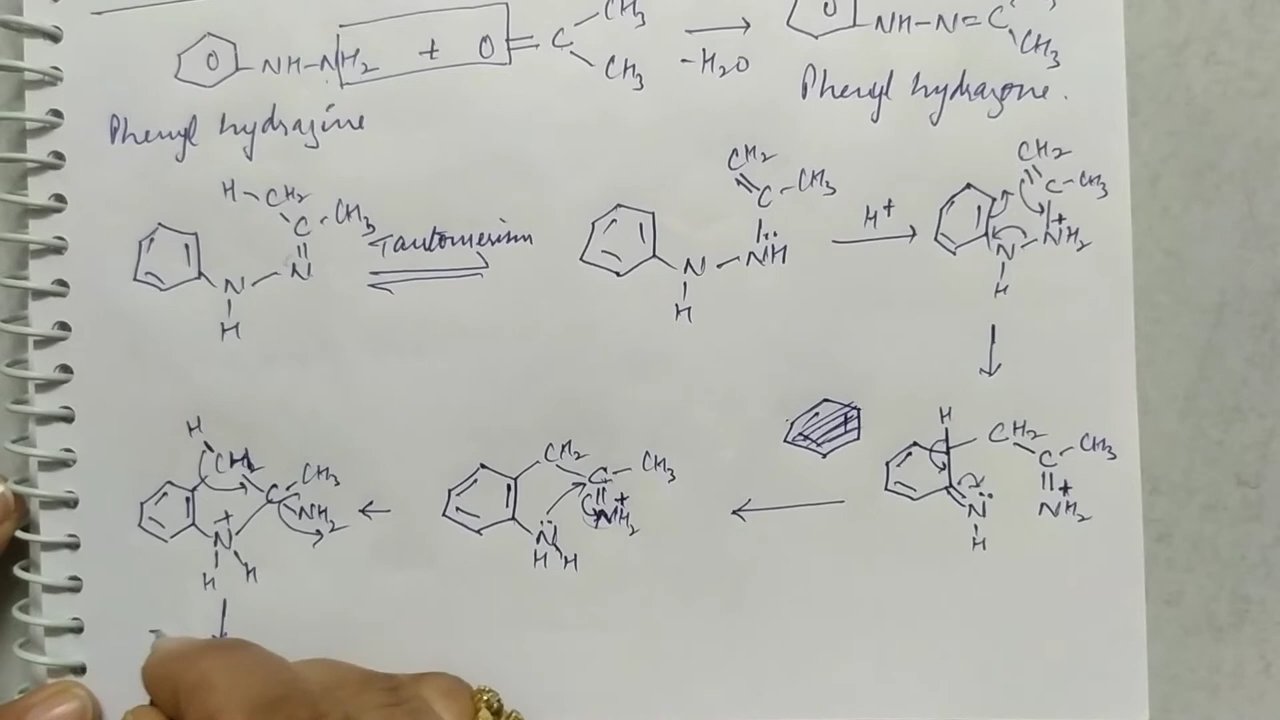 NH-NH2 + O=C CH3 CH3 -H2O NH-N=C CH3
Phenyl hydrazine
Phenyl hydrazone.
H-CH2 C-CH3 N N H
Tautomerism
CH2 C-CH3 NH N H
H+
CH2 C-CH3 +NH2 N H
H CH2 C-CH3 +NH2 N H
CH2 C-CH3 +NH2 N H H
H CH2 C CH3 NH2 +N H H